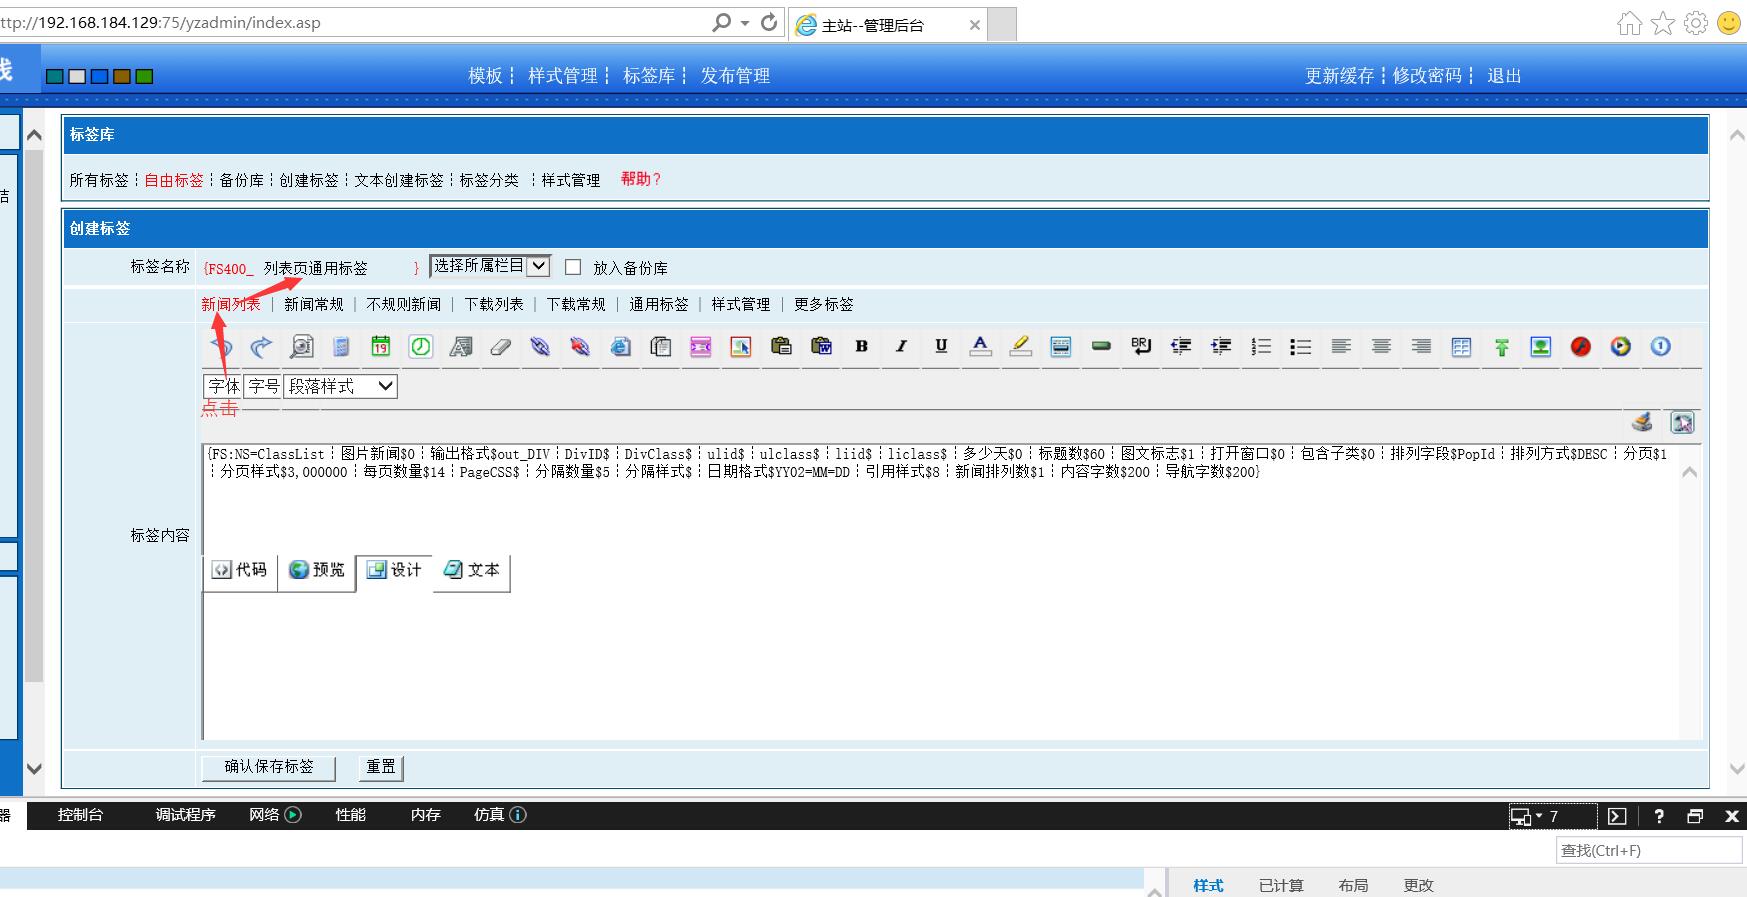 ttp://192.168.184.129:75/yzadmin/index.asp
主站--管理后台
线
模板┆ 样式管理┆ 标签库┆ 发布管理
更新缓存┆修改密码┆ 退出
标签库
所有标签┆自由标签┆备份库┆创建标签┆文本创建标签┆标签分类 ┆样式管理 帮助？
创建标签
标签名称 {FS400_ 列表页通用标签 } 选择所属栏目 放入备份库
新闻列表 | 新闻常规 | 不规则新闻 | 下载列表 | 下载常规 | 通用标签 | 样式管理 | 更多标签
字体 字号 段落样式
点击
{FS:NS=ClassList┆图片新闻$0┆输出格式$out_DIV┆DivID$┆DivClass$┆ulid$┆ulclass$┆liid$┆liclass$┆多少天$0┆标题数$60┆图文标志$1┆打开窗口$0┆包含子类$0┆排列字段$PopId┆排列方式$DESC┆分页$1
┆分页样式$3,000000┆每页数量$14┆PageCSS$┆分隔数量$5┆分隔样式$┆日期格式$YY02=MM=DD┆引用样式$8┆新闻排列数$1┆内容字数$200┆导航字数$200}
标签内容
代码 预览 设计 文本
确认保存标签 重置
器 控制台 调试程序 网络 性能 内存 仿真 7
查找(Ctrl+F)
样式 已计算 布局 更改